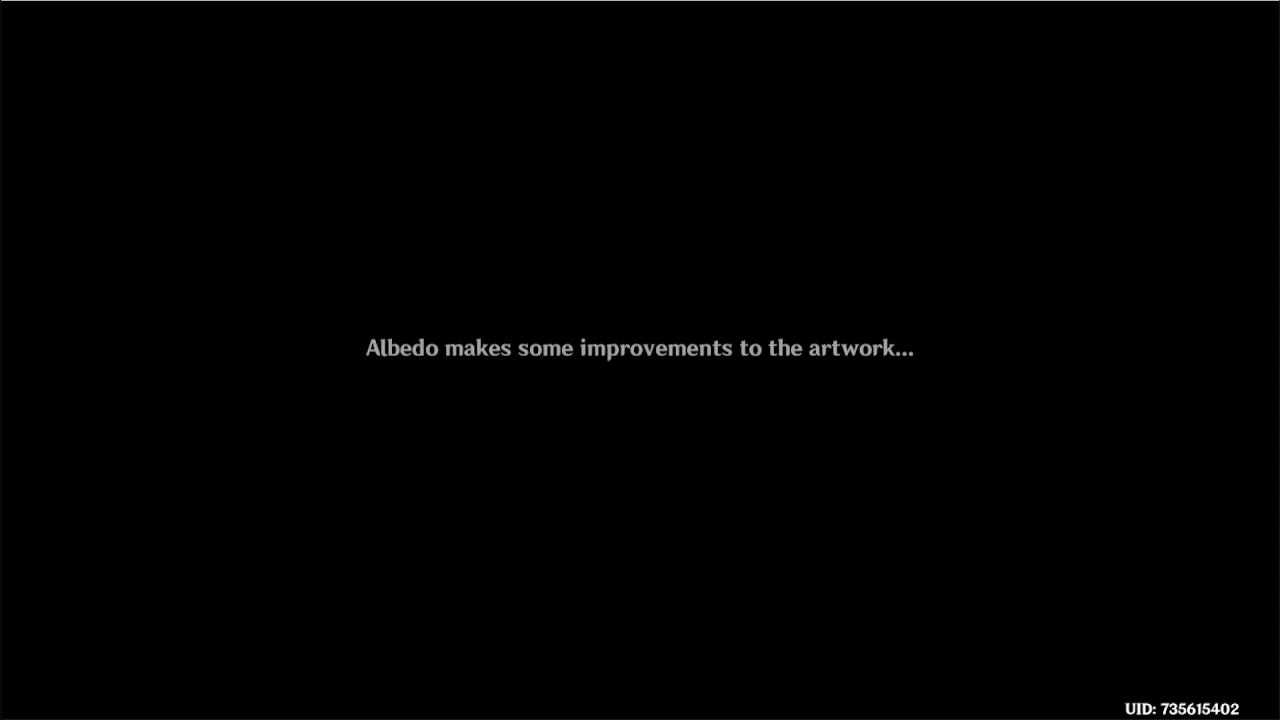 Albedo makes some improvements to the artwork...
UID: 735615402